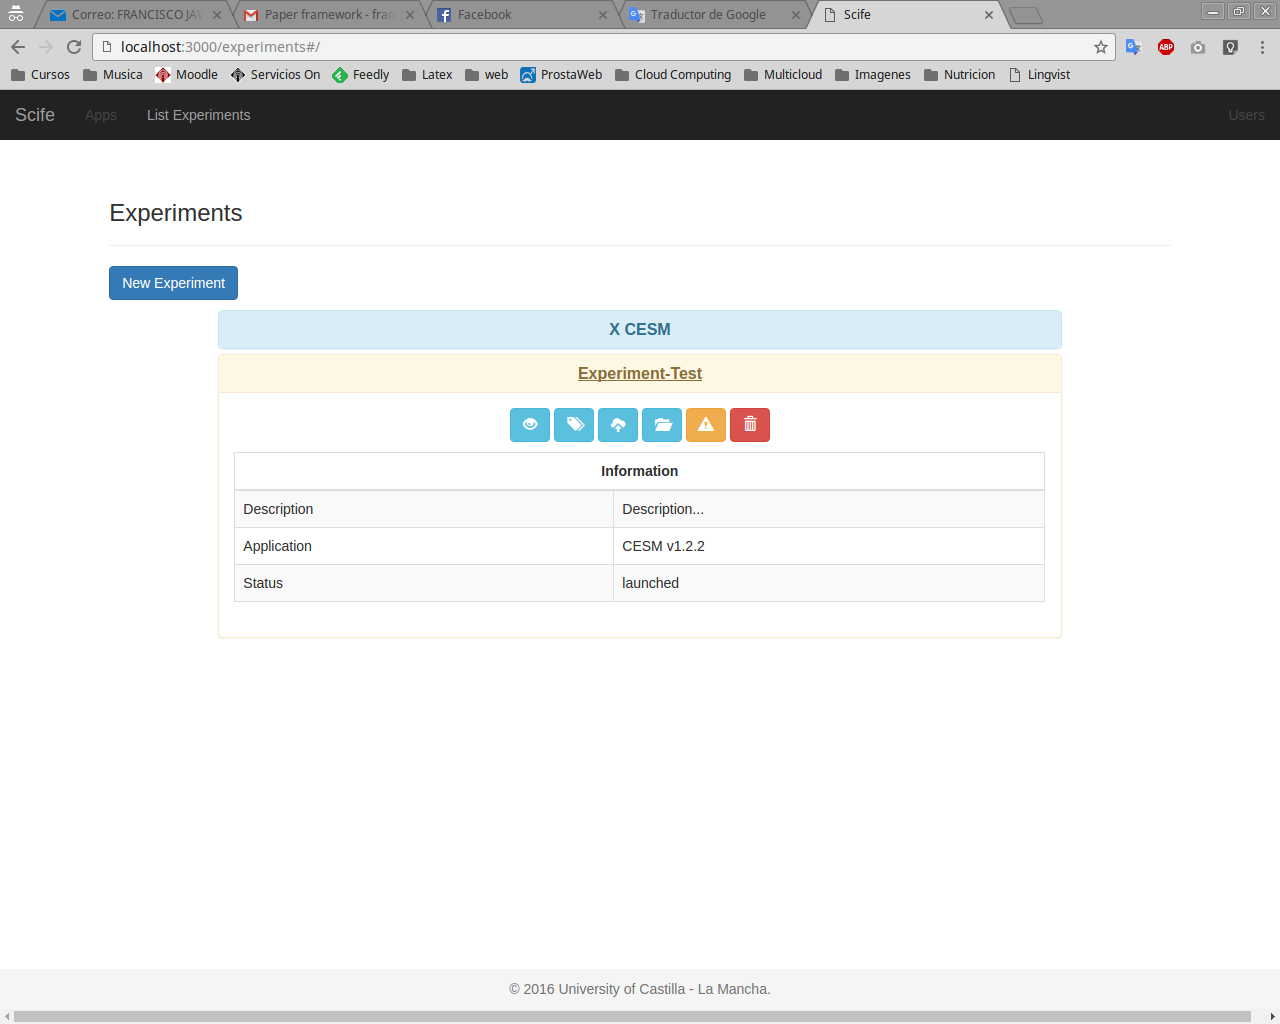 Correo: FRANCISCO JAV
Paper framework - fran
Facebook
Traductor de Google
Scife
localhost:3000/experiments#/
ABP
Cursos Musica Moodle Servicios On Feedly Latex web ProstaWeb Cloud Computing Multicloud Imagenes Nutricion Lingvist
Scife Apps List Experiments Users
Experiments
New Experiment
X CESM
Experiment-Test
Information
Description Description...
Application CESM v1.2.2
Status launched
© 2016 University of Castilla - La Mancha.